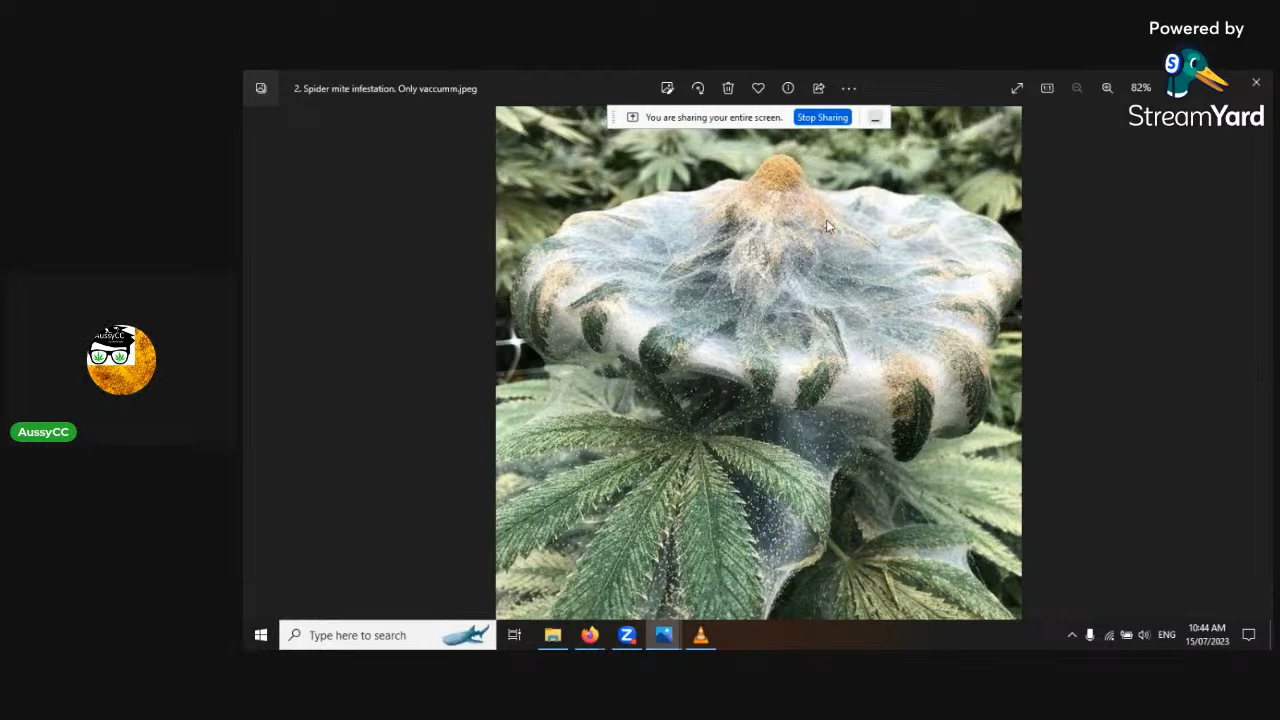 Powered by
StreamYard
2. Spider mite infestation. Only vaccumm.jpeg
82%
You are sharing your entire screen.
Stop Sharing
AussyCC
AussyCC
Type here to search
ENG
10:44 AM
15/07/2023